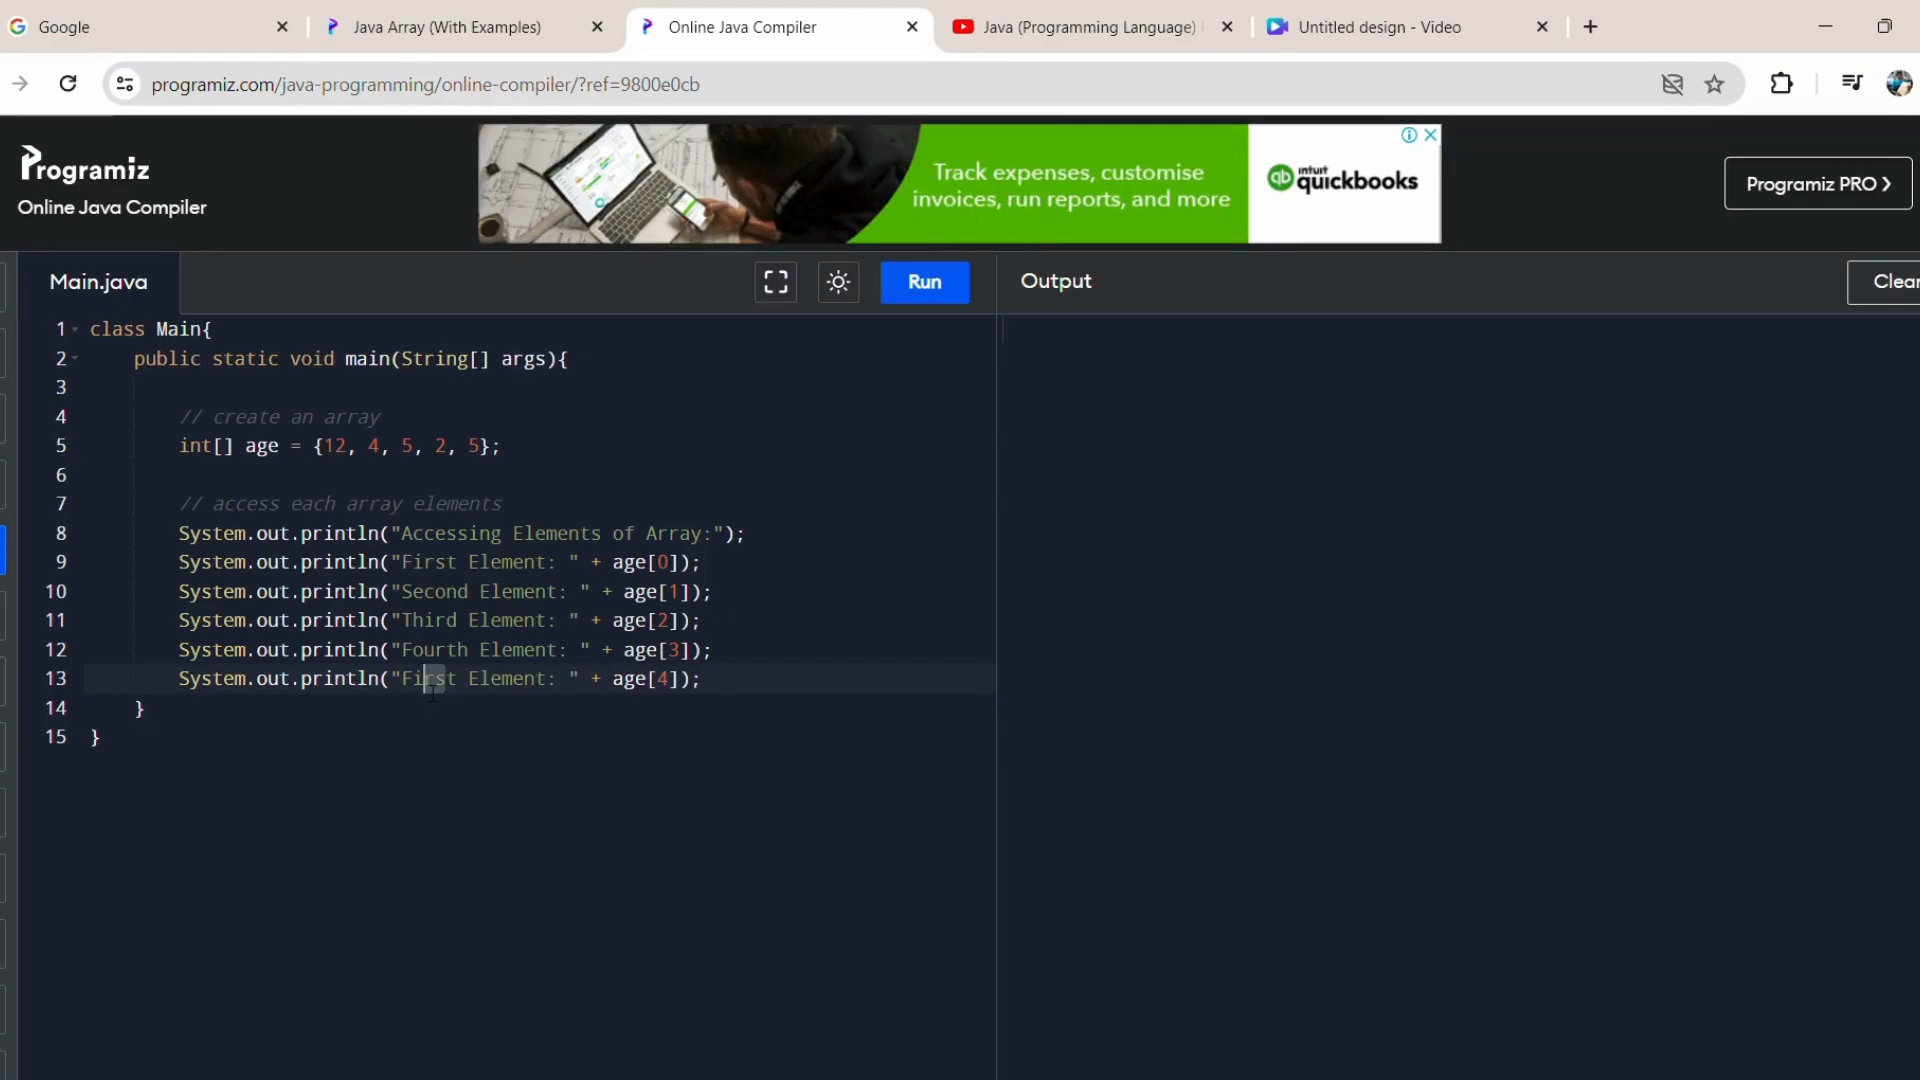 Google
Java Array (With Examples)
Online Java Compiler
Java (Programming Language)
Untitled design - Video
programiz.com/java-programming/online-compiler/?ref=9800e0cb
Programiz
Online Java Compiler
Track expenses, customise
invoices, run reports, and more
intuit
quickbooks
Programiz PRO
Main.java
Run
Output
Clear
1 class Main{
2 public static void main(String[] args){
3
4 // create an array
5 int[] age = {12, 4, 5, 2, 5};
6
7 // access each array elements
8 System.out.println("Accessing Elements of Array:");
9 System.out.println("First Element: " + age[0]);
10 System.out.println("Second Element: " + age[1]);
11 System.out.println("Third Element: " + age[2]);
12 System.out.println("Fourth Element: " + age[3]);
13 System.out.println("First Element: " + age[4]);
14 }
15 }